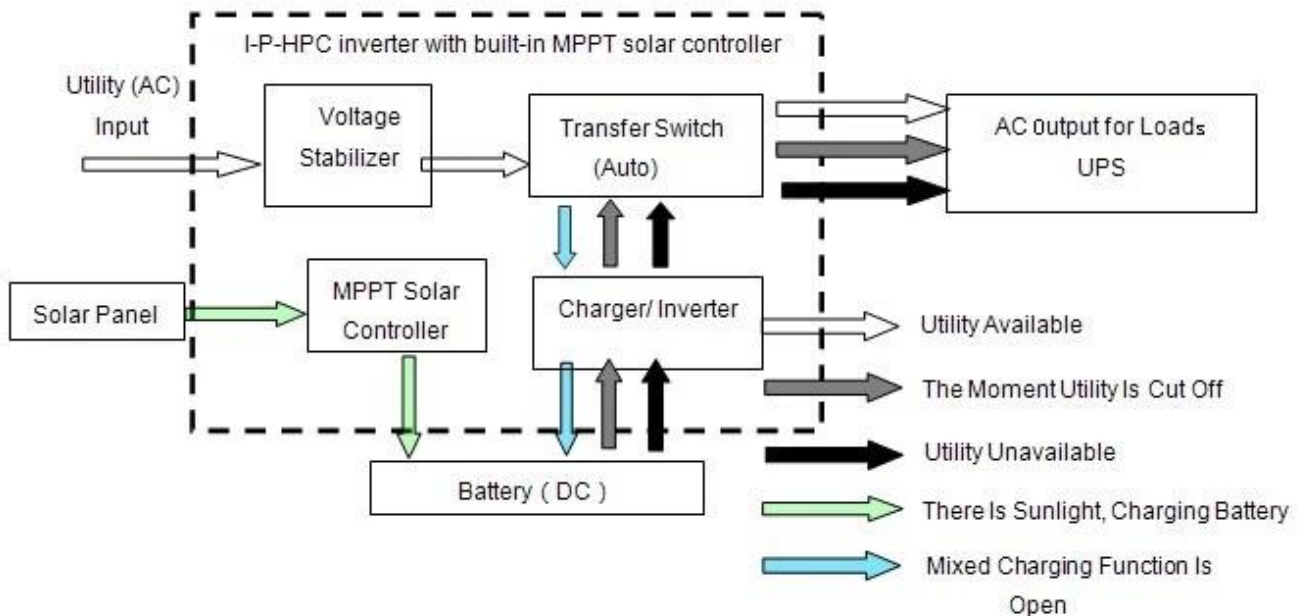 I-P-HPC inverter with built-in MPPT solar controller
Utility (AC)
Input
Voltage
Stabilizer
Transfer Switch
(Auto)
AC Output for Loads
UPS
Solar Panel
MPPT Solar
Controller
Charger/ Inverter
Battery ( DC )
Utility Available
The Moment Utility Is Cut Off
Utility Unavailable
There Is Sunlight, Charging Battery
Mixed Charging Function Is
Open